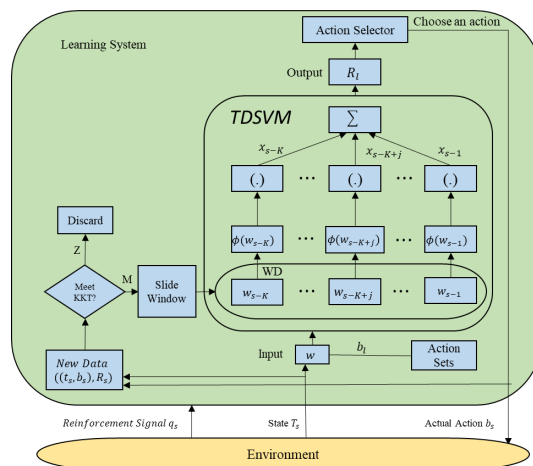 Learning System
Action Selector
Choose an action
Output
R_l
TDSVM
∑
x_{s-K}
x_{s-K+j}
x_{s-1}
(.) ⋯ (.) ⋯ (.)
ϕ(w_{s-K}) ⋯ ϕ(w_{s-K+j}) ⋯ ϕ(w_{s-1})
WD
w_{s-K} ⋯ w_{s-K+j} ⋯ w_{s-1}
Discard
Z
Meet
KKT?
M
Slide
Window
Input
w
b_l
Action
Sets
New Data
((t_s, b_s), R_s)
Reinforcement Signal q_s
State T_s
Actual Action b_s
Environment